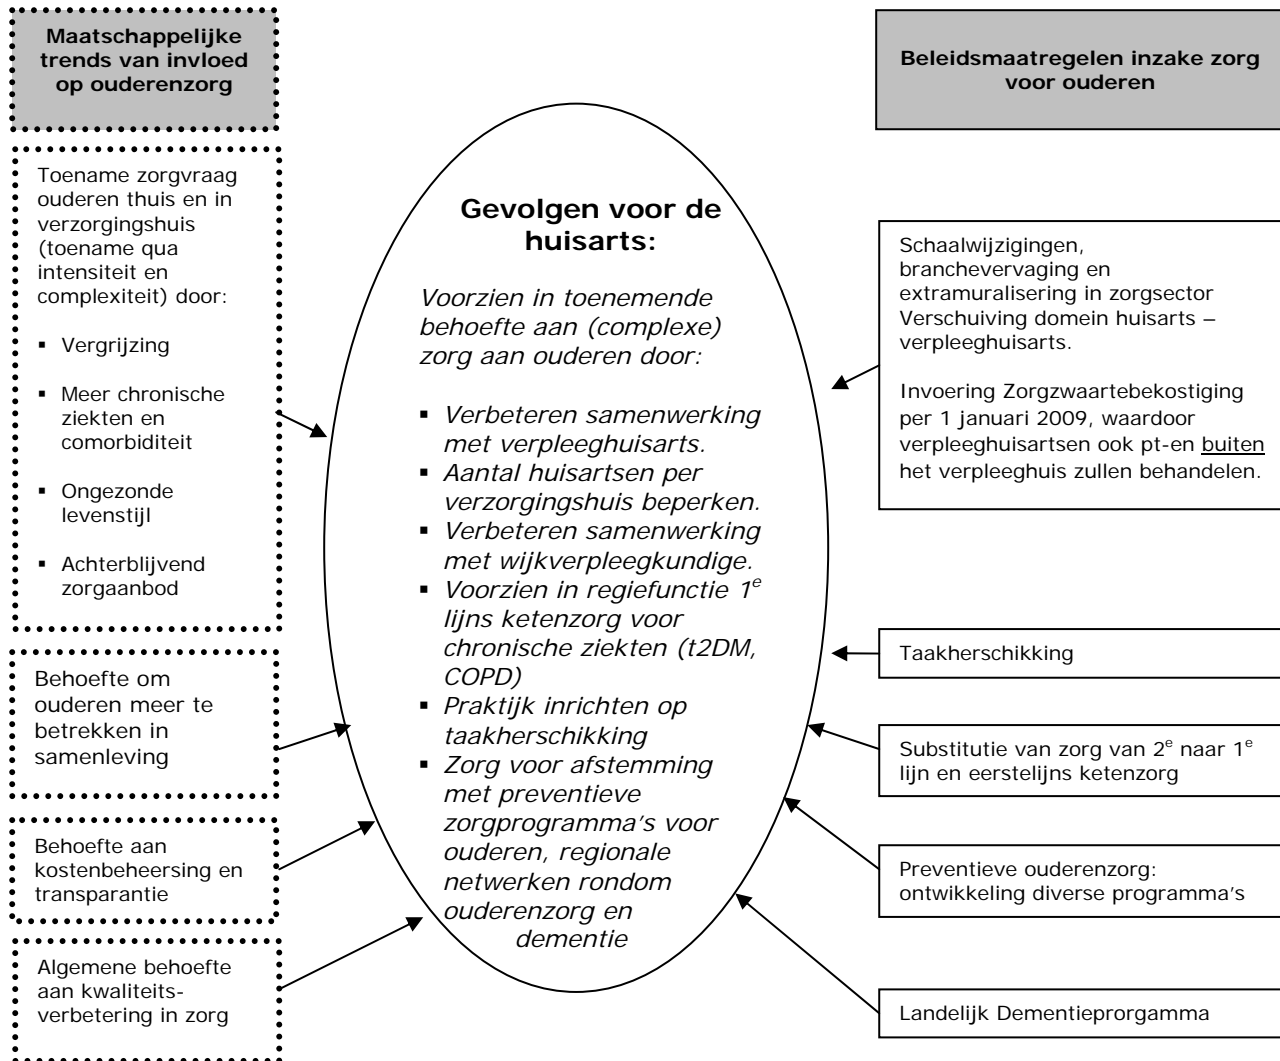 Maatschappelijke
trends van invloed
op ouderenzorg
Toename zorgvraag
ouderen thuis en in
verzorgingshuis
(toename qua
intensiteit en
complexiteit) door:
▪ Vergrijzing
▪ Meer chronische
ziekten en
comorbiditeit
▪ Ongezonde
levenstijl
▪ Achterblijvend
zorgaanbod
Behoefte om
ouderen meer te
betrekken in
samenleving
Behoefte aan
kostenbeheersing en
transparantie
Algemene behoefte
aan kwaliteits-
verbetering in zorg
Gevolgen voor de
huisarts:
Voorzien in toenemende
behoefte aan (complexe)
zorg aan ouderen door:
▪ Verbeteren samenwerking
met verpleeghuisarts.
▪ Aantal huisartsen per
verzorgingshuis beperken.
▪ Verbeteren samenwerking
met wijkverpleegkundige.
▪ Voorzien in regiefunctie 1e
lijns ketenzorg voor
chronische ziekten (t2DM,
COPD)
▪ Praktijk inrichten op
taakherschikking
▪ Zorg voor afstemming
met preventieve
zorgprogramma's voor
ouderen, regionale
netwerken rondom
ouderenzorg en
dementie
Beleidsmaatregelen inzake zorg
voor ouderen
Schaalwijzigingen,
branchevervaging en
extramuralisering in zorgsector
Verschuiving domein huisarts –
verpleeghuisarts.
Invoering Zorgzwaartebekostiging
per 1 januari 2009, waardoor
verpleeghuisartsen ook pt-en buiten
het verpleeghuis zullen behandelen.
Taakherschikking
Substitutie van zorg van 2e naar 1e
lijn en eerstelijns ketenzorg
Preventieve ouderenzorg:
ontwikkeling diverse programma's
Landelijk Dementieprorgamma